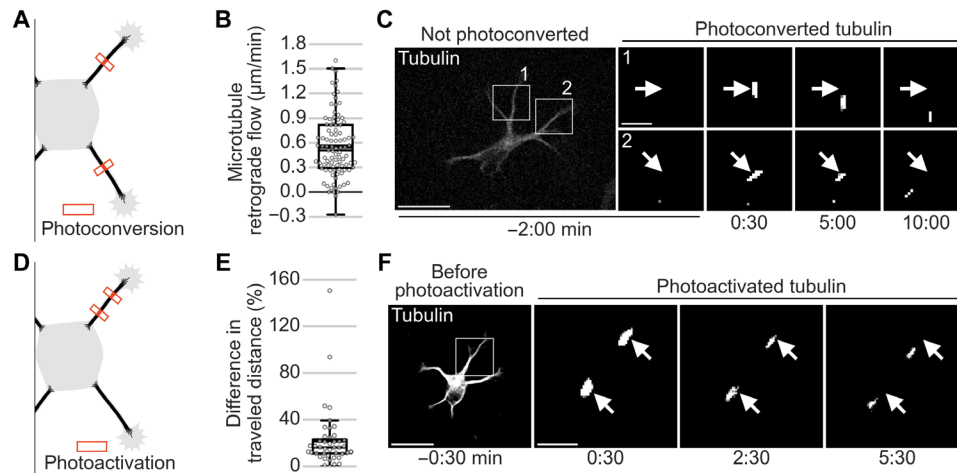 A
Photoconversion
B
Microtubule
retrograde flow (μm/min)
1.8
1.5
1.2
0.9
0.6
0.3
0.0
−0.3
C
Not photoconverted
Photoconverted tubulin
Tubulin
1
2
1
2
−2:00 min
0:30
5:00
10:00
D
Photoactivation
E
Difference in
traveled distance (%)
160
120
80
40
0
F
Before
photoactivation
Photoactivated tubulin
Tubulin
−0:30 min
0:30
2:30
5:30